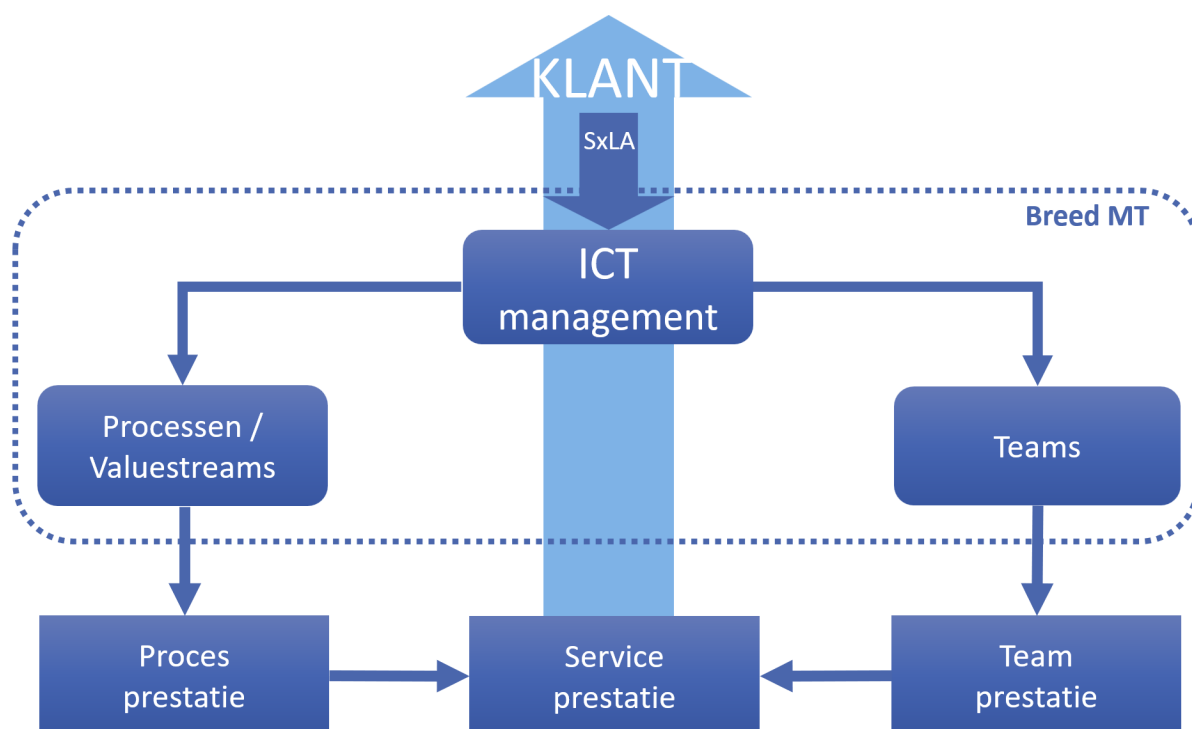 KLANT
SxLA
Breed MT
ICT
management
Processen /
Valuestreams
Teams
Proces
prestatie
Service
prestatie
Team
prestatie